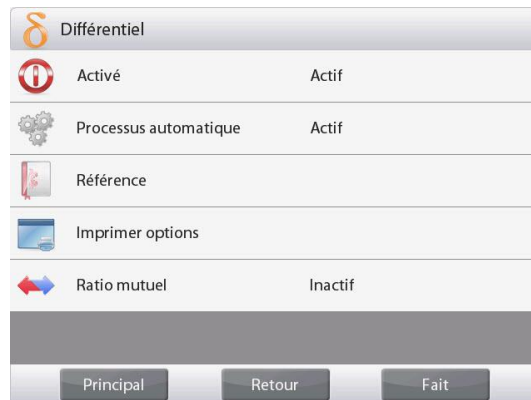 δ Différentiel
Activé Actif
Processus automatique Actif
Référence
Imprimer options
Ratio mutuel Inactif
Principal Retour Fait